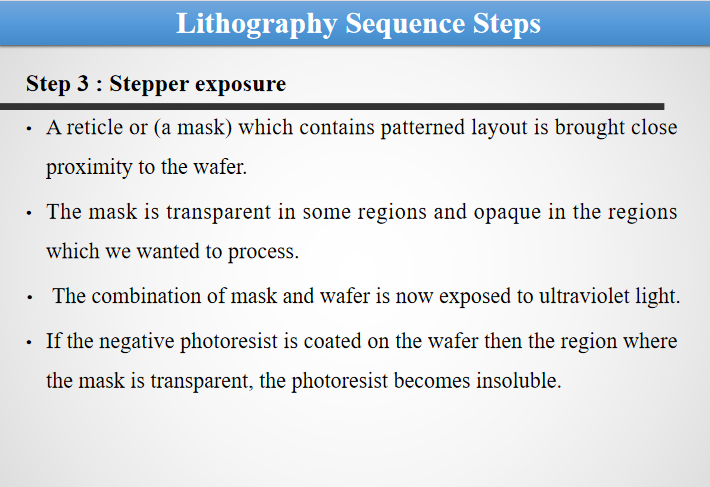 Lithography Sequence Steps
Step 3 : Stepper exposure
• A reticle or (a mask) which contains patterned layout is brought close
proximity to the wafer.
• The mask is transparent in some regions and opaque in the regions
which we wanted to process.
• The combination of mask and wafer is now exposed to ultraviolet light.
• If the negative photoresist is coated on the wafer then the region where
the mask is transparent, the photoresist becomes insoluble.